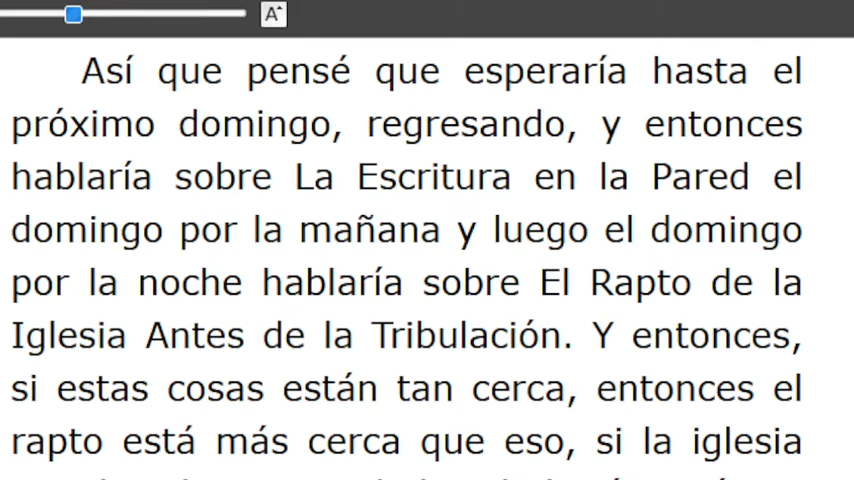 A
Así que pensé que esperaría hasta el
próximo domingo, regresando, y entonces
hablaría sobre La Escritura en la Pared el
domingo por la mañana y luego el domingo
por la noche hablaría sobre El Rapto de la
Iglesia Antes de la Tribulación. Y entonces,
si estas cosas están tan cerca, entonces el
rapto está más cerca que eso, si la iglesia